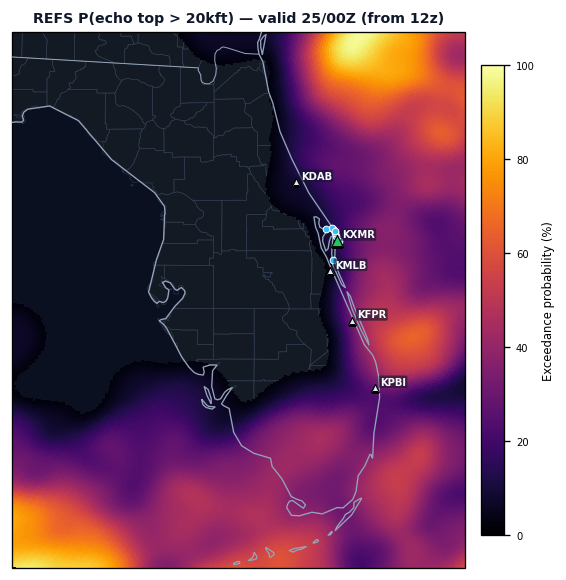 REFS P(echo top > 20kft) — valid 25/00Z (from 12z)
KDAB
KXMR
KMLB
KFPR
KPBI
100
80
60
40
20
0
Exceedance probability (%)